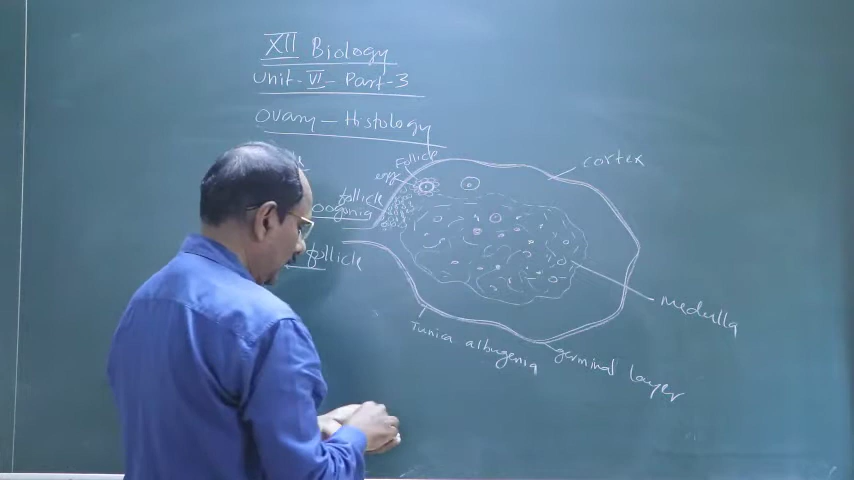 XII Biology
Unit-VI-Part-3
Ovary-Histology
Follicle
egg
cortex
follicle
oogonia
follicle
Medulla
Tunica albugenia
germinal layer